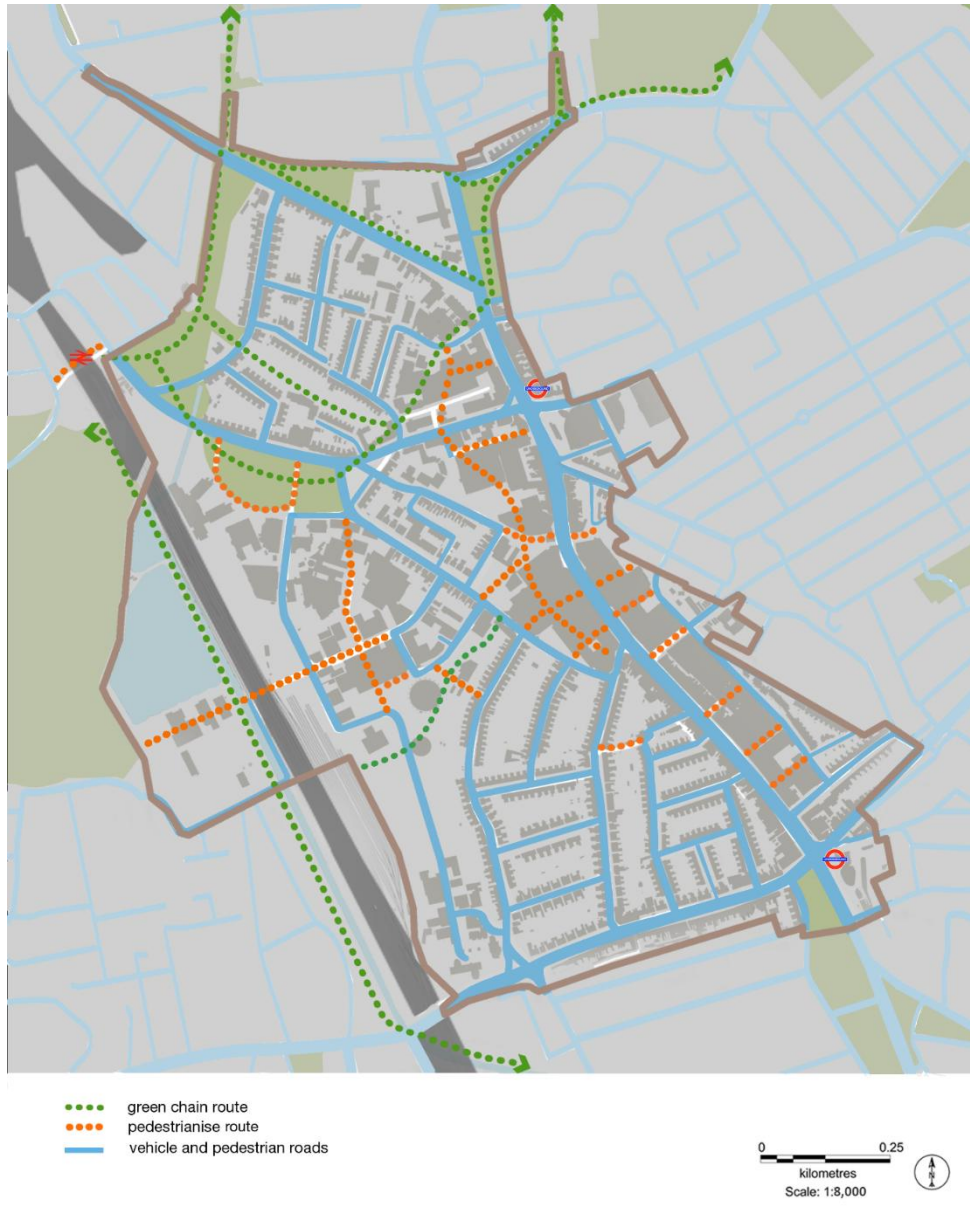 green chain route
pedestrianise route
vehicle and pedestrian roads
0 0.25
kilometres
Scale: 1:8,000
N